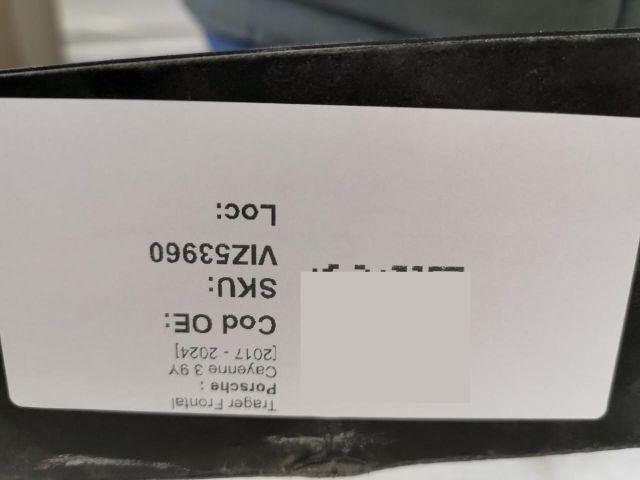 Trager Frontal
Porsche :
Cayenne 3 9Y
[2017 - 2024]
Cod OE:
SKU:
VIZ53960
Loc: